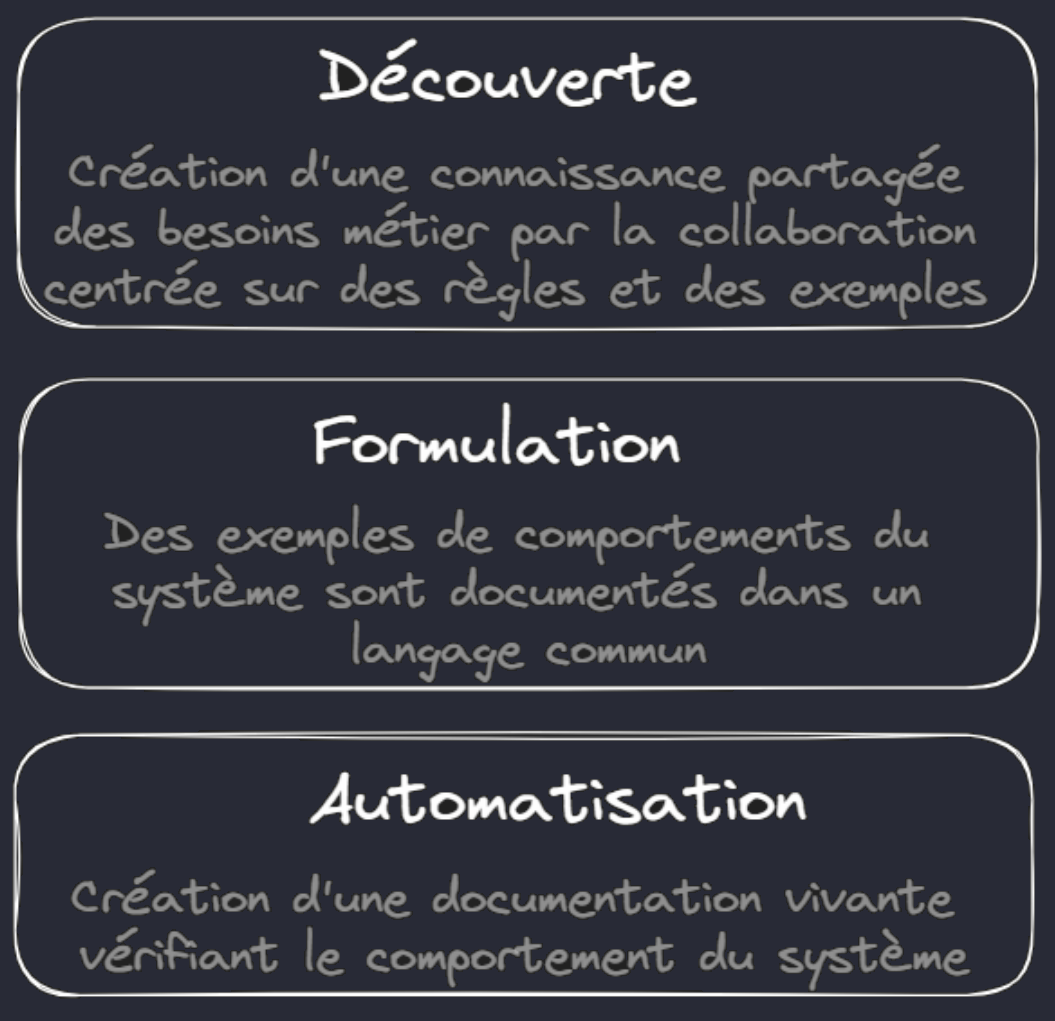 Découverte
Création d'une connaissance partagée
des besoins métier par la collaboration
centrée sur des règles et des exemples
Formulation
Des exemples de comportements du
système sont documentés dans un
langage commun
Automatisation
Création d'une documentation vivante
vérifiant le comportement du système